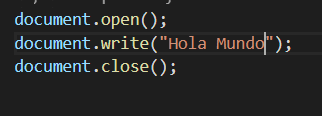 document.open();
document.write("Hola Mundo");
document.close();